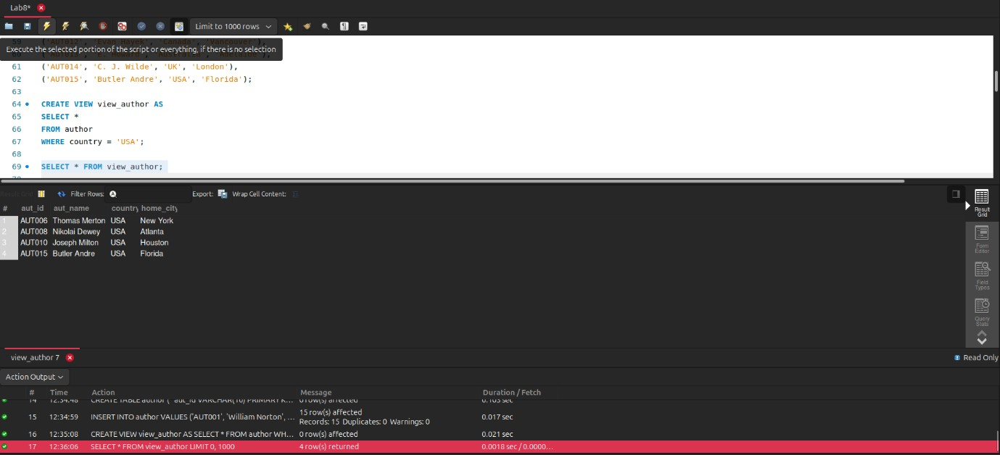 Lab8*
Limit to 1000 rows
59 ('AUT012', 'Evan Hayek', 'Canada', 'Vancouver'),
60
Execute the selected portion of the script or everything, if there is no selection
61 ('AUT014', 'C. J. Wilde', 'UK', 'London'),
62 ('AUT015', 'Butler Andre', 'USA', 'Florida');
63
64 CREATE VIEW view_author AS
65 SELECT *
66 FROM author
67 WHERE country = 'USA';
68
69 SELECT * FROM view_author;
70
Result Grid Filter Rows: Export: Wrap Cell Content:
# aut_id aut_name country home_city
1 AUT006 Thomas Merton USA New York
2 AUT008 Nikolai Dewey USA Atlanta
3 AUT010 Joseph Milton USA Houston
4 AUT015 Butler Andre USA Florida
Result
Grid
Form
Editor
Field
Types
Query
Stats
view_author 7 Read Only
Action Output
# Time Action Message Duration / Fetch
14 12:34:48 CREATE TABLE author ( aut_id VARCHAR(10) PRIMARY K... 0 row(s) affected 0.103 sec
15 12:34:59 INSERT INTO author VALUES ('AUT001', 'William Norton', ... 15 row(s) affected 0.017 sec
Records: 15 Duplicates: 0 Warnings: 0
16 12:35:08 CREATE VIEW view_author AS SELECT * FROM author WH... 0 row(s) affected 0.021 sec
17 12:36:06 SELECT * FROM view_author LIMIT 0, 1000 4 row(s) returned 0.0018 sec / 0.0000...